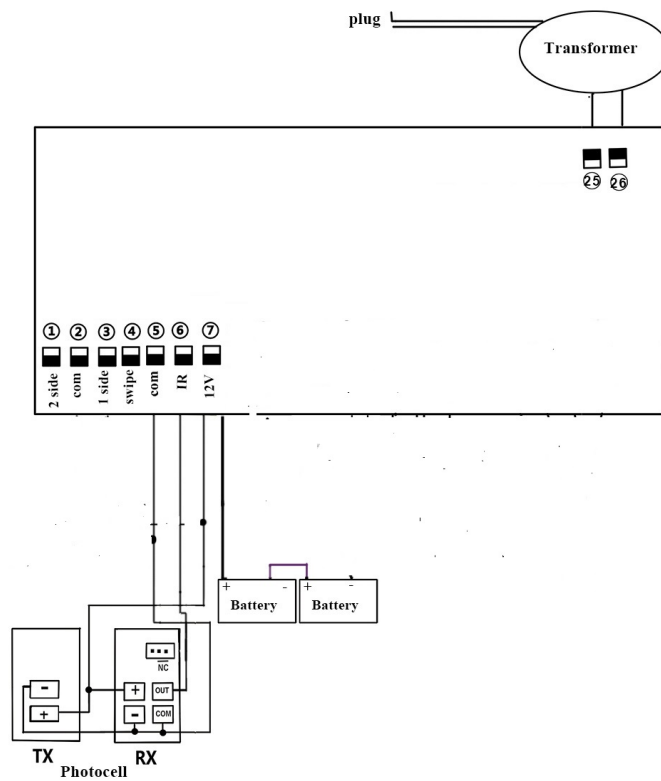 plug
Transformer
25 26
1 2 3 4 5 6 7
2 side
com
1 side
swipe
com
IR
12V
+ - + -
Battery Battery
NC
- + OUT
+ - COM
TX RX
Photocell